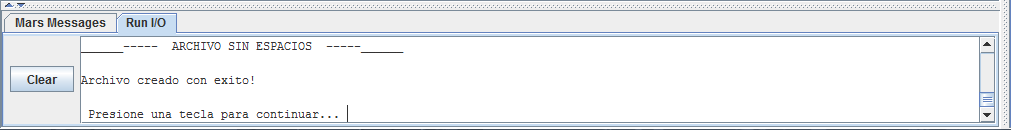 Mars Messages Run I/O
______-----  ARCHIVO SIN ESPACIOS  -----______
Clear
Archivo creado con exito!
Presione una tecla para continuar...